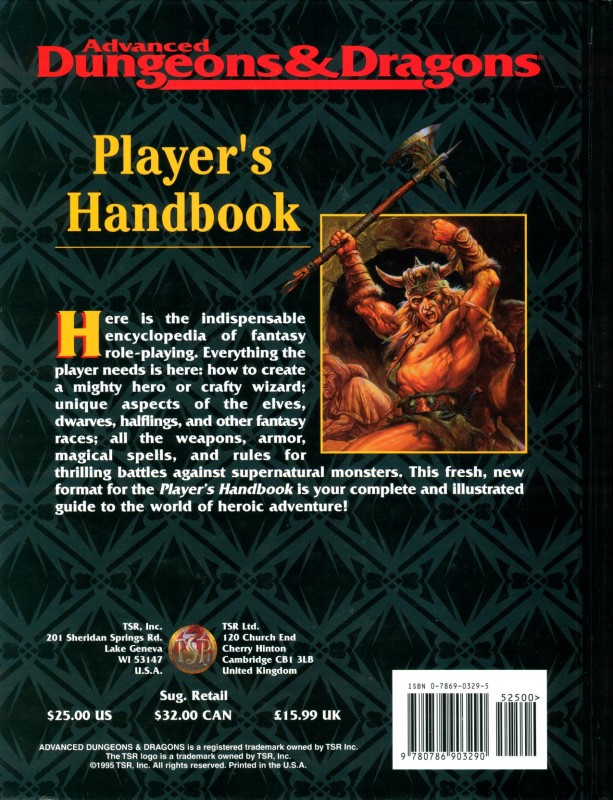 Advanced
Dungeons & Dragons®
Player's
Handbook
Here is the indispensable
encyclopedia of fantasy
role-playing. Everything the
player needs is here: how to create
a mighty hero or crafty wizard;
unique aspects of the elves,
dwarves, halflings, and other fantasy
races; all the weapons, armor,
magical spells, and rules for
thrilling battles against supernatural monsters. This fresh, new
format for the Player's Handbook is your complete and illustrated
guide to the world of heroic adventure!
TSR, Inc.
201 Sheridan Springs Rd.
Lake Geneva
WI 53147
U.S.A.
TSR
TSR Ltd.
120 Church End
Cherry Hinton
Cambridge CB1 3LB
United Kingdom
Sug. Retail
$25.00 US $32.00 CAN £15.99 UK
ADVANCED DUNGEONS & DRAGONS is a registered trademark owned by TSR Inc.
The TSR logo is a trademark owned by TSR, Inc.
©1995 TSR, Inc. All rights reserved. Printed in the U.S.A.
ISBN 0-7869-0329-5
52500>
9 780786 903290